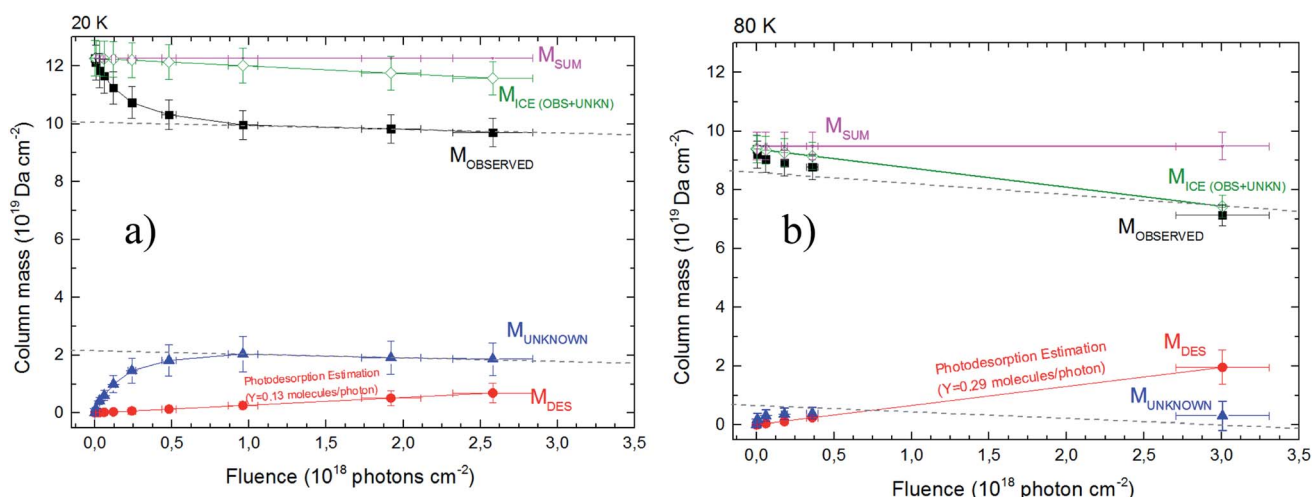 20 K
M_SUM
M_ICE (OBS+UNKN)
M_OBSERVED
a)
M_UNKNOWN
Photodesorption Estimation
(Y=0.13 molecules/photon)
M_DES
Column mass (10^19 Da cm^-2)
12
10
8
6
4
2
0
0,0 0,5 1,0 1,5 2,0 2,5 3,0 3,5
Fluence (10^18 photons cm^-2)
80 K
M_SUM
M_ICE (OBS+UNKN)
M_OBSERVED
b)
Photodesorption Estimation
(Y=0.29 molecules/photon)
M_DES
M_UNKNOWN
Column mass (10^19 Da cm^-2)
12
10
8
6
4
2
0
0,0 0,5 1,0 1,5 2,0 2,5 3,0 3,5
Fluence (10^18 photon cm^-2)